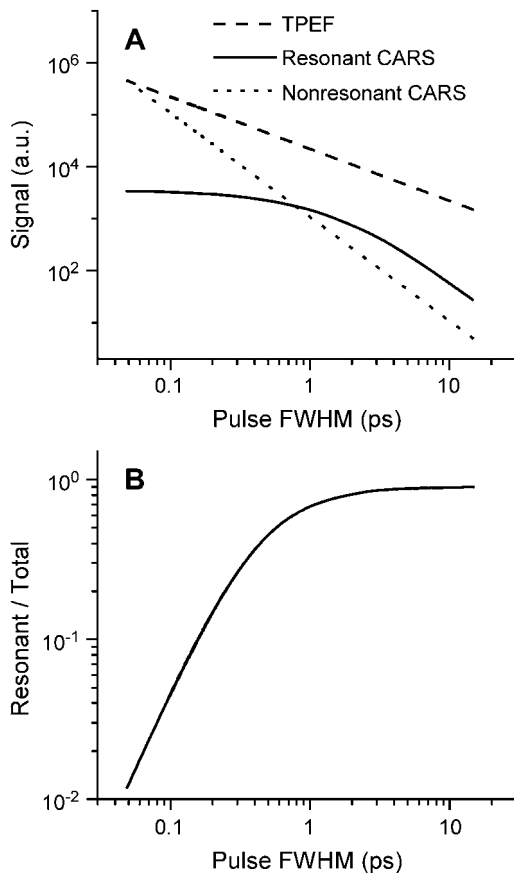 A
TPEF
Resonant CARS
Nonresonant CARS
10^6
10^4
10^2
Signal (a.u.)
0.1 1 10
Pulse FWHM (ps)
B
10^0
10^-1
10^-2
Resonant / Total
0.1 1 10
Pulse FWHM (ps)